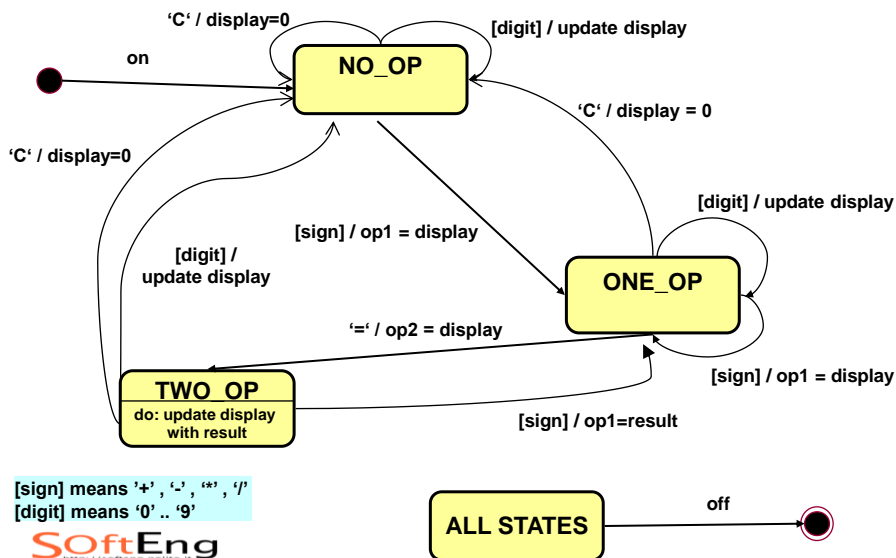 ‘C‘ / display=0
[digit] / update display
on
NO_OP
‘C‘ / display=0
‘C‘ / display = 0
[digit] / update display
[sign] / op1 = display
[digit] /
update display
ONE_OP
‘=‘ / op2 = display
[sign] / op1 = display
TWO_OP
do: update display
with result
[sign] / op1=result
[sign] means ’+’ , ‘-’ , ‘*’ , ‘/’
[digit] means ‘0’ .. ‘9’
off
ALL STATES
SOftEng